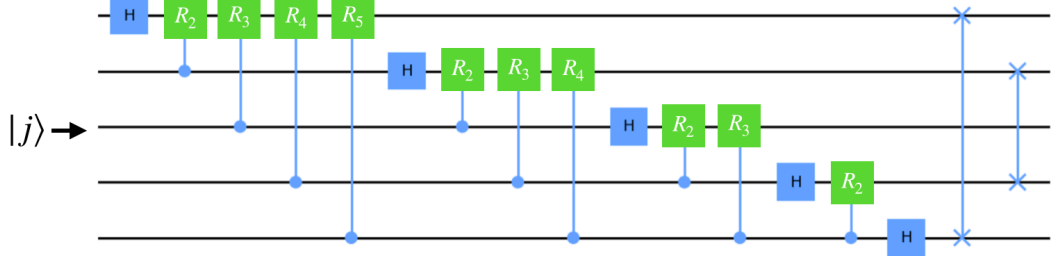 H R₂ R₃ R₄ R₅
H R₂ R₃ R₄
|j⟩ H R₂ R₃
H R₂
H